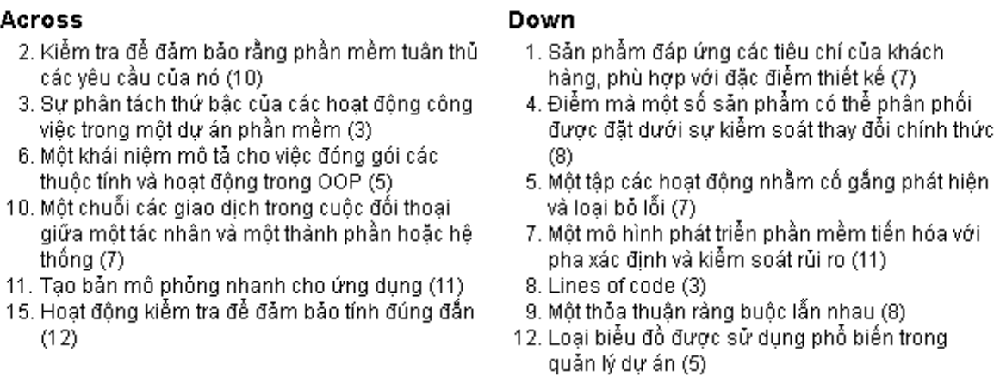 Across
2. Kiểm tra để đảm bảo rằng phần mềm tuân thủ
các yêu cầu của nó (10)
3. Sự phân tách thứ bậc của các hoạt động công
việc trong một dự án phần mềm (3)
6. Một khái niệm mô tả cho việc đóng gói các
thuộc tính và hoạt động trong OOP (5)
10. Một chuỗi các giao dịch trong cuộc đối thoại
giữa một tác nhân và một thành phần hoặc hệ
thống (7)
11. Tạo bản mô phỏng nhanh cho ứng dụng (11)
15. Hoạt động kiểm tra để đảm bảo tính đúng đắn
(12)
Down
1. Sản phẩm đáp ứng các tiêu chí của khách
hàng, phù hợp với đặc điểm thiết kế (7)
4. Điểm mà một số sản phẩm có thể phân phối
được đặt dưới sự kiểm soát thay đổi chính thức
(8)
5. Một tập các hoạt động nhằm cố gắng phát hiện
và loại bỏ lỗi (7)
7. Một mô hình phát triển phần mềm tiến hóa với
pha xác định và kiểm soát rủi ro (11)
8. Lines of code (3)
9. Một thỏa thuận ràng buộc lẫn nhau (8)
12. Loại biểu đồ được sử dụng phổ biến trong
quản lý dự án (5)